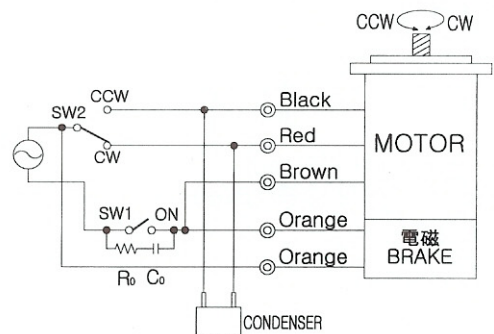 CCW CW
CCW
SW2
CW
Black
Red
Brown
Orange
Orange
MOTOR
SW1 ON
R₀ C₀
電磁
BRAKE
CONDENSER